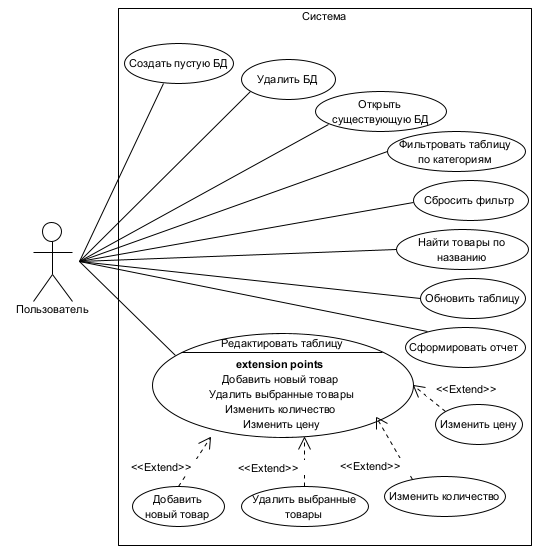 Система
Создать пустую БД
Удалить БД
Открыть
существующую БД
Фильтровать таблицу
по категориям
Сбросить фильтр
Найти товары по
названию
Обновить таблицу
Пользователь
Сформировать отчет
Редактировать таблицу
extension points
Добавить новый товар
Удалить выбранные товары
Изменить количество
Изменить цену
<<Extend>>
Изменить цену
<<Extend>>
<<Extend>>
<<Extend>>
Добавить
новый товар
Удалить выбранные
товары
Изменить количество